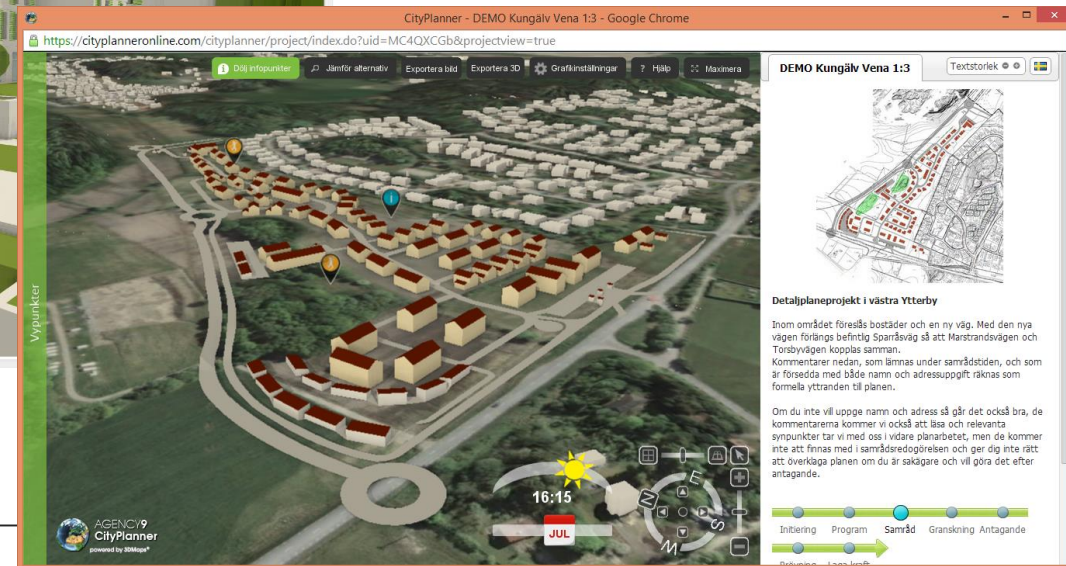 CityPlanner - DEMO Kungälv Vena 1:3 - Google Chrome
https://cityplanneronline.com/cityplanner/project/index.do?uid=MC4QXCGb&projectview=true
Dölj infopunkter
Jämför alternativ
Exportera bild
Exportera 3D
Grafikinställningar
? Hjälp
Maximera
Vypunkter
16:15
JUL
N
E
S
W
AGENCY9
CityPlanner
powered by 3DMaps®
DEMO Kungälv Vena 1:3
Textstorlek
Detaljplaneprojekt i västra Ytterby
Inom området föreslås bostäder och en ny väg. Med den nya
vägen förlängs befintlig Sparråsväg så att Marstrandsvägen och
Torsbyvägen kopplas samman.
Kommentarer nedan, som lämnas under samrådstiden, och som
är försedda med både namn och adressuppgift räknas som
formella yttranden till planen.
Om du inte vill uppge namn och adress så går det också bra, de
kommentarerna kommer vi också att läsa och relevanta
synpunkter tar vi med oss i vidare planarbetet, men de kommer
inte att finnas med i samrådsredogörelsen och ger dig inte rätt
att överklaga planen om du är sakägare och vill göra det efter
antagande.
Initiering Program Samråd Granskning Antagande
Prövning Laga kraft